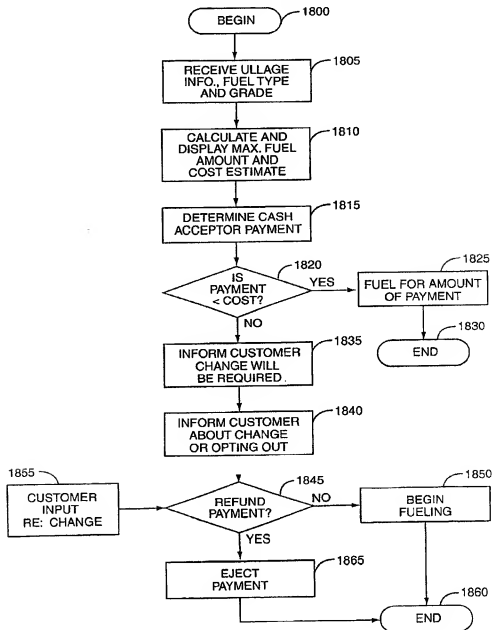 BEGIN
1800
RECEIVE ULLAGE
INFO., FUEL TYPE
AND GRADE
1805
CALCULATE AND
DISPLAY MAX. FUEL
AMOUNT AND
COST ESTIMATE
1810
DETERMINE CASH
ACCEPTOR PAYMENT
1815
IS
PAYMENT
< COST?
1820
YES
FUEL FOR AMOUNT
OF PAYMENT
1825
END
1830
NO
INFORM CUSTOMER
CHANGE WILL
BE REQUIRED
1835
INFORM CUSTOMER
ABOUT CHANGE
OR OPTING OUT
1840
CUSTOMER
INPUT
RE: CHANGE
1855
REFUND
PAYMENT?
1845
NO
BEGIN
FUELING
1850
YES
EJECT
PAYMENT
1865
END
1860